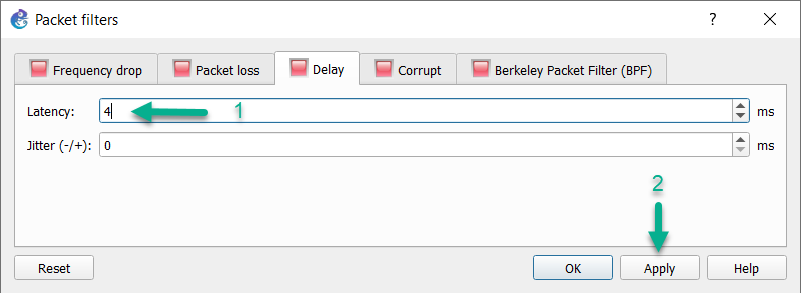 Packet filters
? ×
Frequency drop Packet loss Delay Corrupt Berkeley Packet Filter (BPF)
Latency: 4 ms
1
Jitter (-/+): 0 ms
2
Reset OK Apply Help